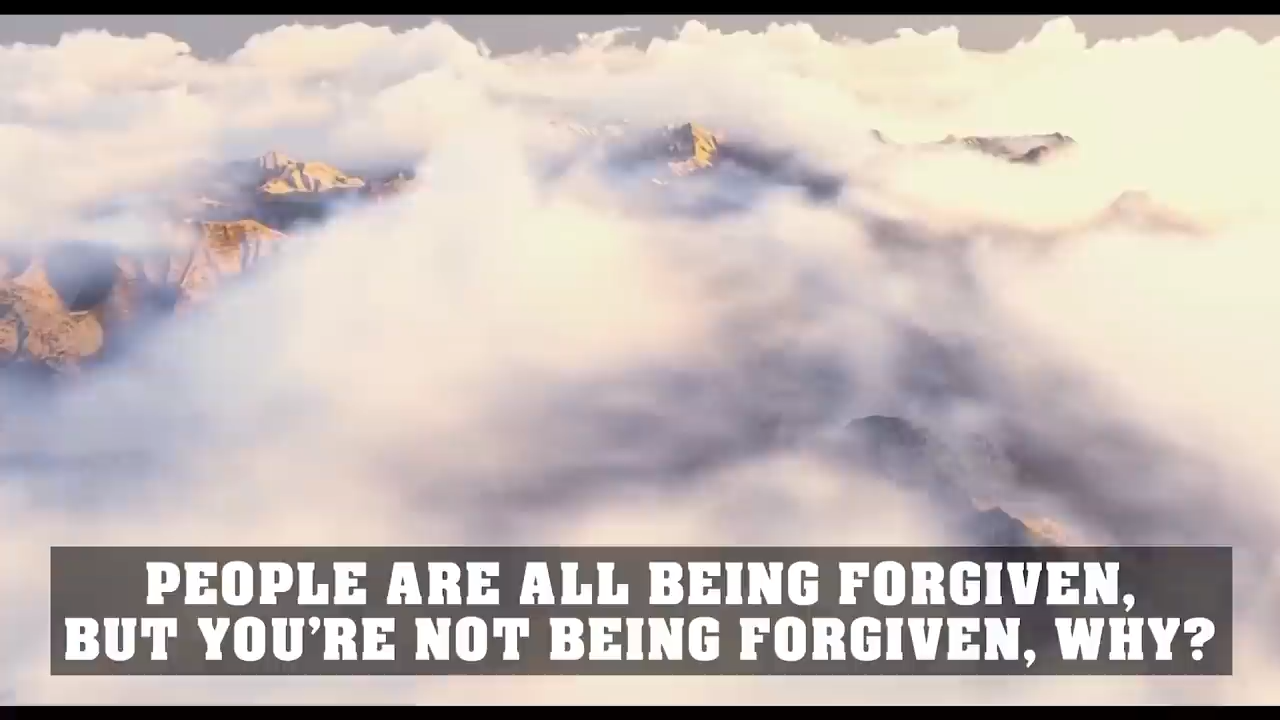 PEOPLE ARE ALL BEING FORGIVEN,
BUT YOU’RE NOT BEING FORGIVEN, WHY?